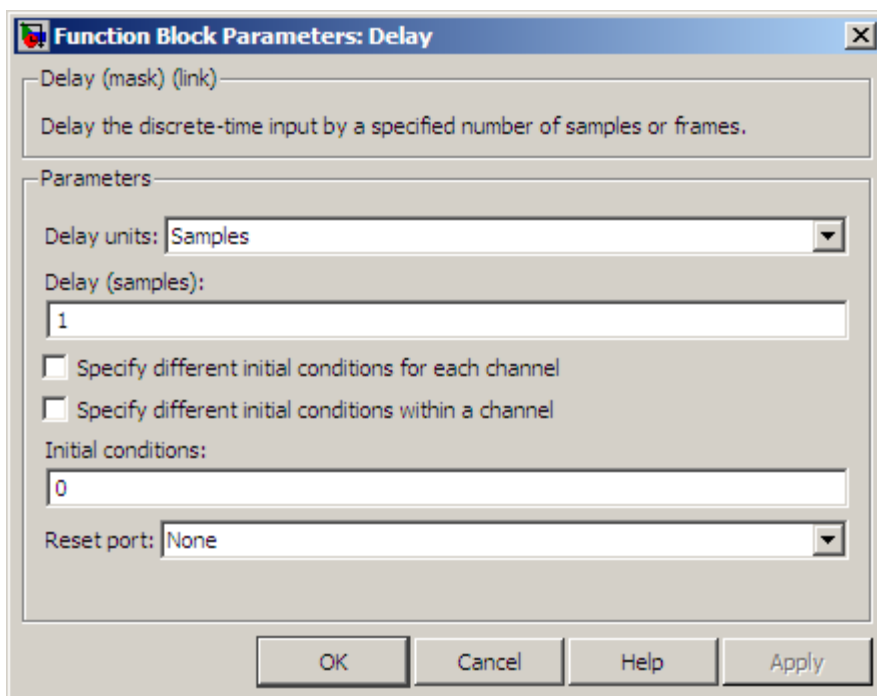 Function Block Parameters: Delay
Delay (mask) (link)
Delay the discrete-time input by a specified number of samples or frames.
Parameters
Delay units: Samples
Delay (samples):
1
Specify different initial conditions for each channel
Specify different initial conditions within a channel
Initial conditions:
0
Reset port: None
OK Cancel Help Apply